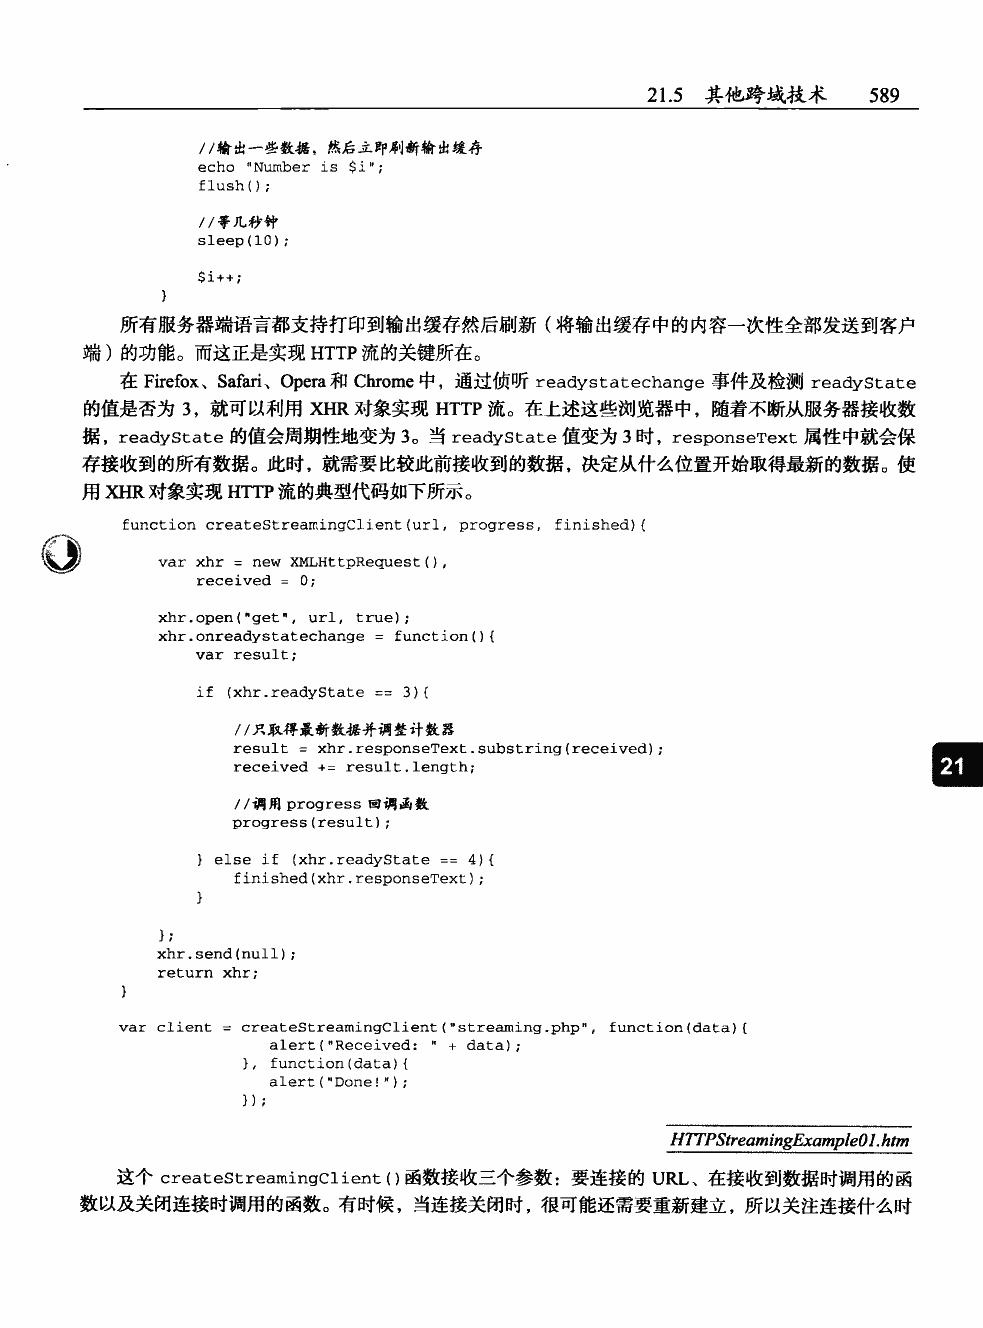 21.5 其他跨域技术 589
//输出一些数据，然后立即刷新输出缓存
echo "Number is $i";
flush();
//等几秒钟
sleep(10);
$i++;
}
所有服务器端语言都支持打印到输出缓存然后刷新（将输出缓存中的内容一次性全部发送到客户
端）的功能。而这正是实现 HTTP 流的关键所在。
在 Firefox、Safari、Opera 和 Chrome 中，通过侦听 readystatechange 事件及检测 readyState
的值是否为 3，就可以利用 XHR 对象实现 HTTP 流。在上述这些浏览器中，随着不断从服务器接收数
据，readyState 的值会周期性地变为 3。当 readyState 值变为 3 时，responseText 属性中就会保
存接收到的所有数据。此时，就需要比较此前接收到的数据，决定从什么位置开始取得最新的数据。使
用 XHR 对象实现 HTTP 流的典型代码如下所示。
function createStreamingClient(url, progress, finished){
var xhr = new XMLHttpRequest(),
received = 0;
xhr.open("get", url, true);
xhr.onreadystatechange = function(){
var result;
if (xhr.readyState == 3){
//只取得最新数据并调整计数器
result = xhr.responseText.substring(received);
received += result.length;
21
//调用 progress 回调函数
progress(result);
} else if (xhr.readyState == 4){
finished(xhr.responseText);
}
};
xhr.send(null);
return xhr;
}
var client = createStreamingClient("streaming.php", function(data){
alert("Received: " + data);
}, function(data){
alert("Done!");
});
HTTPStreamingExample01.htm
这个 createStreamingClient()函数接收三个参数：要连接的 URL、在接收到数据时调用的函
数以及关闭连接时调用的函数。有时候，当连接关闭时，很可能还需要重新建立，所以关注连接什么时